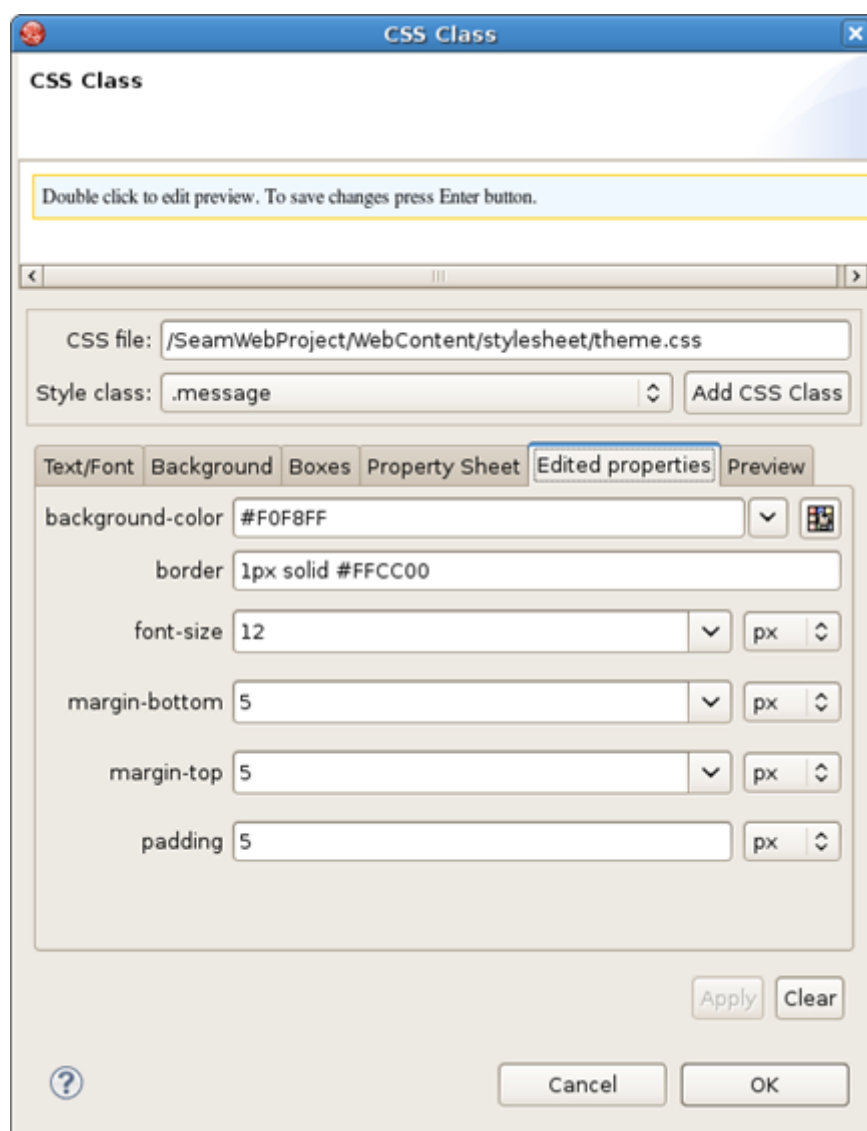 CSS Class
CSS Class
Double click to edit preview. To save changes press Enter button.
CSS file: /SeamWebProject/WebContent/stylesheet/theme.css
Style class: .message Add CSS Class
Text/Font Background Boxes Property Sheet Edited properties Preview
background-color #F0F8FF
border 1px solid #FFCC00
font-size 12 px
margin-bottom 5 px
margin-top 5 px
padding 5 px
Apply Clear
? Cancel OK